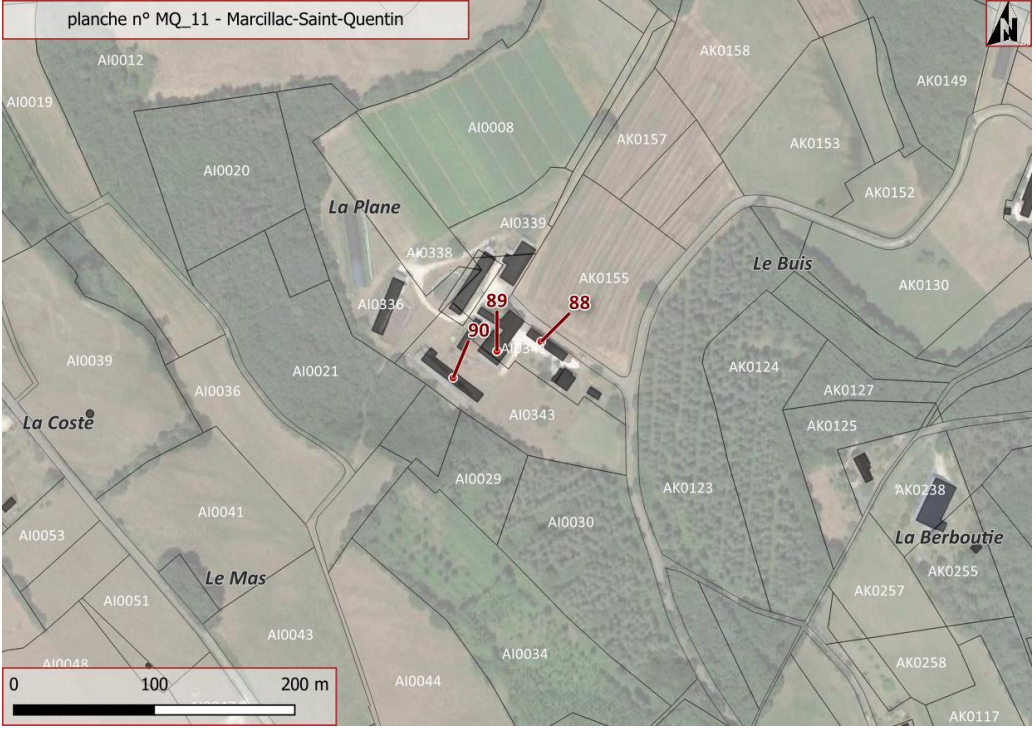 planche n° MQ_11 - Marcillac-Saint-Quentin
N
AI0012
AK0158
AK0149
AI0019
AI0008
AK0157
AK0153
AI0020
AK0152
La Plane
AI0339
AI0338
Le Buis
AK0155
AK0130
AI0336
89
88
90
AI0039
AI0021
AK0124
AI0036
AK0127
La Coste
AI0343
AK0125
AI0029
AK0123
AK0238
AI0041
AI0030
AI0053
La Berboutie
Le Mas
AK0255
AK0257
AI0051
AI0043
AI0034
AI0048
AK0258
AI0044
0 100 200 m
AK0117